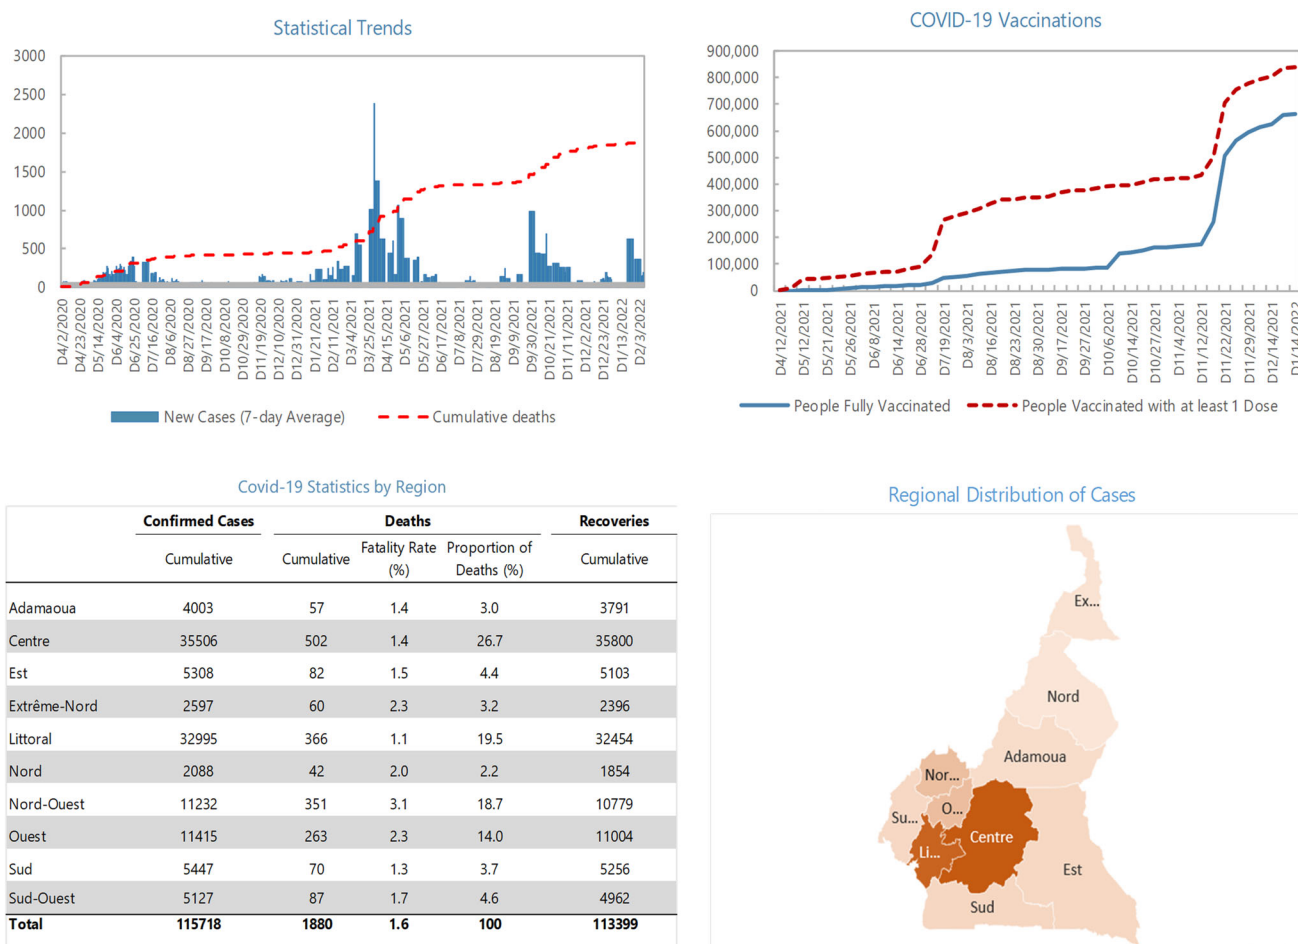 Statistical Trends
3000
2500
2000
1500
1000
500
0
D4/2/2020
D4/23/2020
D5/14/2020
D6/4/2020
D6/25/2020
D7/16/2020
D8/6/2020
D8/27/2020
D9/17/2020
D10/8/2020
D10/29/2020
D11/19/2020
D12/10/2020
D12/31/2020
D1/21/2021
D2/11/2021
D3/4/2021
D3/25/2021
D4/15/2021
D5/6/2021
D5/27/2021
D6/17/2021
D7/8/2021
D7/29/2021
D8/19/2021
D9/9/2021
D9/30/2021
D10/21/2021
D11/11/2021
D12/2/2021
D12/23/2021
D1/13/2022
D2/3/2022
New Cases (7-day Average)
Cumulative deaths
COVID-19 Vaccinations
900,000
800,000
700,000
600,000
500,000
400,000
300,000
200,000
100,000
0
D4/12/2021
D5/12/2021
D5/21/2021
D5/26/2021
D6/8/2021
D6/14/2021
D6/28/2021
D7/19/2021
D8/3/2021
D8/16/2021
D8/23/2021
D8/30/2021
D9/17/2021
D9/27/2021
D10/6/2021
D10/14/2021
D10/27/2021
D11/4/2021
D11/12/2021
D11/22/2021
D11/29/2021
D12/14/2021
D1/14/2022
People Fully Vaccinated
People Vaccinated with at least 1 Dose
Covid-19 Statistics by Region
Confirmed Cases Deaths Recoveries
Cumulative Cumulative Fatality Rate (%) Proportion of Deaths (%) Cumulative
Adamaoua 4003 57 1.4 3.0 3791
Centre 35506 502 1.4 26.7 35800
Est 5308 82 1.5 4.4 5103
Extrême-Nord 2597 60 2.3 3.2 2396
Littoral 32995 366 1.1 19.5 32454
Nord 2088 42 2.0 2.2 1854
Nord-Ouest 11232 351 3.1 18.7 10779
Ouest 11415 263 2.3 14.0 11004
Sud 5447 70 1.3 3.7 5256
Sud-Ouest 5127 87 1.7 4.6 4962
Total 115718 1880 1.6 100 113399
Regional Distribution of Cases
Ex...
Nord
Adamoua
Nor...
O...
Su...
Li...
Centre
Est
Sud